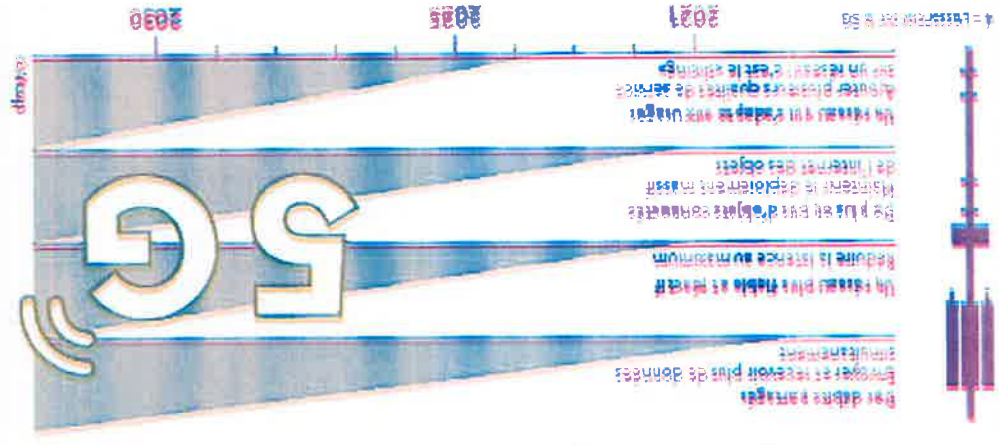 Des débits partagés
Envoyer et recevoir plus de données
simultanément
Un réseau plus fiable et réactif
Réduire la latence au maximum
5G
De plus en plus d'objets connectés
Maintenir le déploiement massif
de l'internet des objets
Un réseau qui s'adapte aux usages
Ajouter plusieurs qualités de service
sur un réseau : c'est le «slicing»
2021
2025
2030